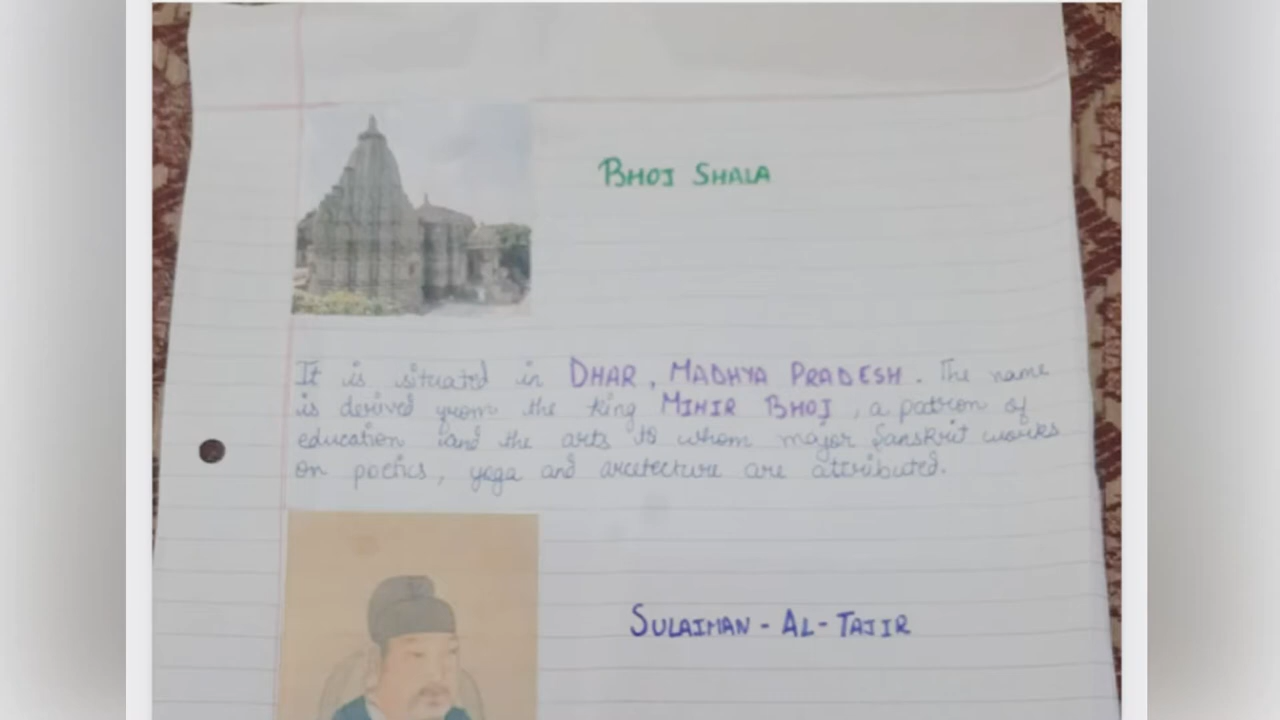 BHOJ SHALA
It is situated in DHAR, MADHYA PRADESH. The name
is derived from the king MIHIR BHOJ, a patron of
education and the arts to whom major Sanskrit works
on poetics, yoga and arcetecture are attributed.
SULAIMAN - AL - TAJIR